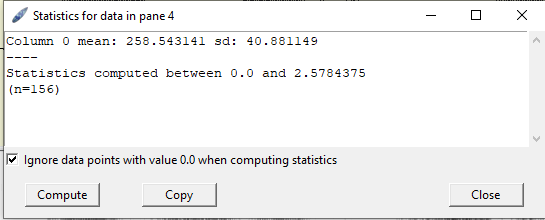 Statistics for data in pane 4
Column 0 mean: 258.543141 sd: 40.881149
----
Statistics computed between 0.0 and 2.5784375
(n=156)
Ignore data points with value 0.0 when computing statistics
Compute Copy Close